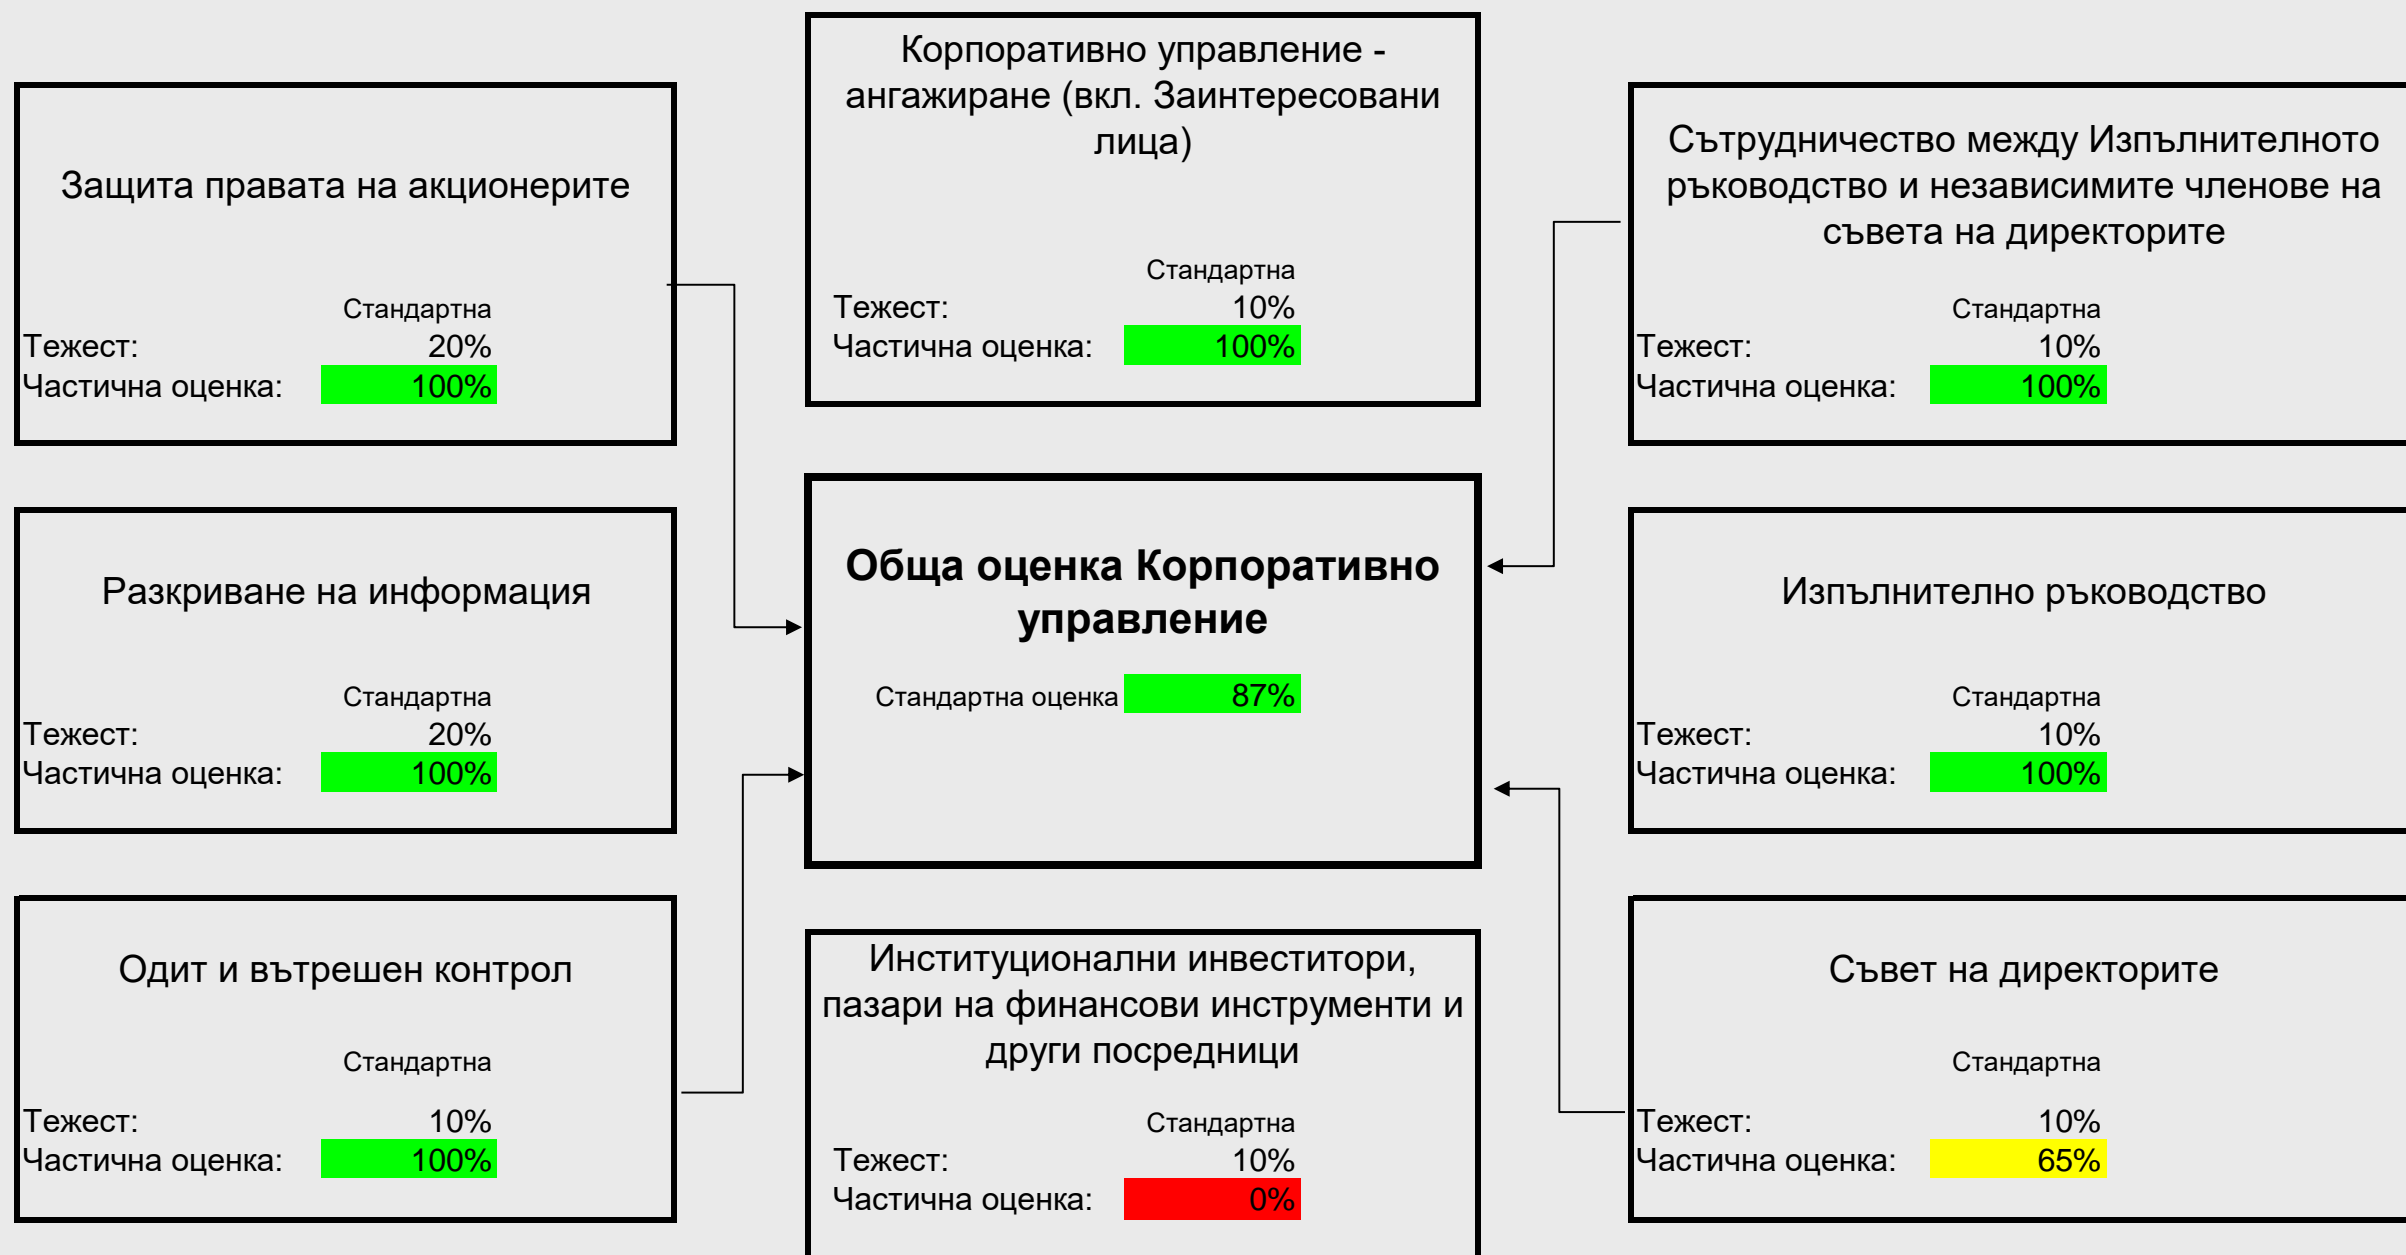 Корпоративно управление -
ангажиране (вкл. Заинтересовани
лица)
Стандартна
Тежест: 10%
Частична оценка: 100%
Защита правата на акционерите
Стандартна
Тежест: 20%
Частична оценка: 100%
Сътрудничество между Изпълнителното
ръководство и независимите членове на
съвета на директорите
Стандартна
Тежест: 10%
Частична оценка: 100%
Разкриване на информация
Стандартна
Тежест: 20%
Частична оценка: 100%
Обща оценка Корпоративно
управление
Стандартна оценка 87%
Изпълнително ръководство
Стандартна
Тежест: 10%
Частична оценка: 100%
Одит и вътрешен контрол
Стандартна
Тежест: 10%
Частична оценка: 100%
Институционални инвеститори,
пазари на финансови инструменти и
други посредници
Стандартна
Тежест: 10%
Частична оценка: 0%
Съвет на директорите
Стандартна
Тежест: 10%
Частична оценка: 65%